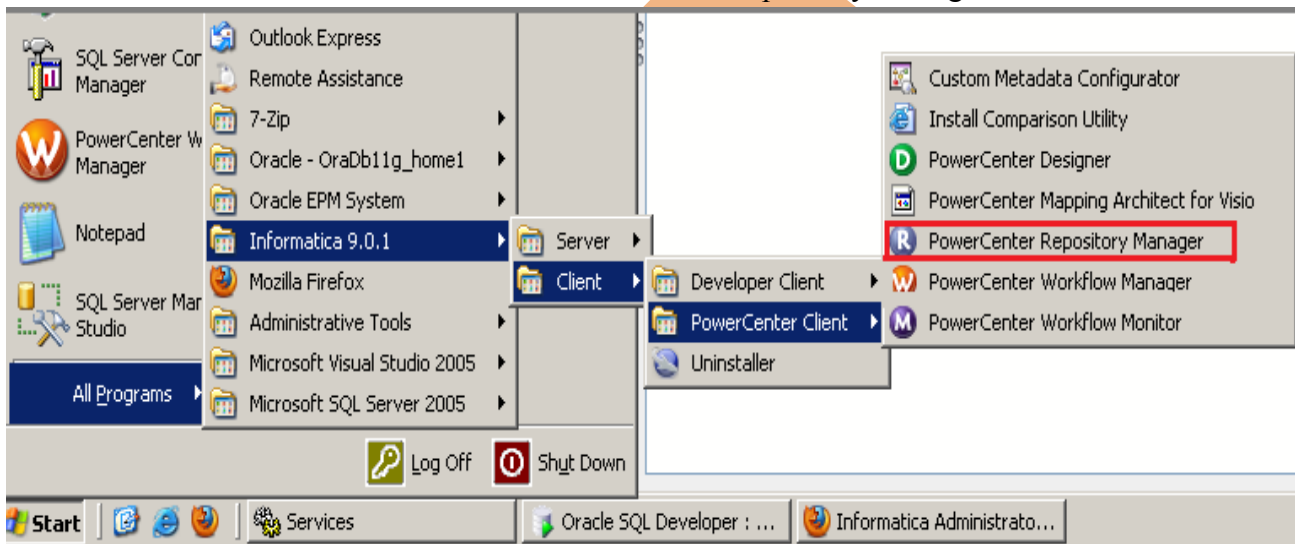 SQL Server Cor
Manager
PowerCenter W
Manager
Notepad
SQL Server Mar
Studio
All Programs
Outlook Express
Remote Assistance
7-Zip
Oracle - OraDb11g_home1
Oracle EPM System
Informatica 9.0.1
Mozilla Firefox
Administrative Tools
Microsoft Visual Studio 2005
Microsoft SQL Server 2005
Server
Client
Developer Client
PowerCenter Client
Uninstaller
Custom Metadata Configurator
Install Comparison Utility
PowerCenter Designer
PowerCenter Mapping Architect for Visio
PowerCenter Repository Manager
PowerCenter Workflow Manager
PowerCenter Workflow Monitor
Log Off
Shut Down
Start
Services
Oracle SQL Developer : ...
Informatica Administrato...